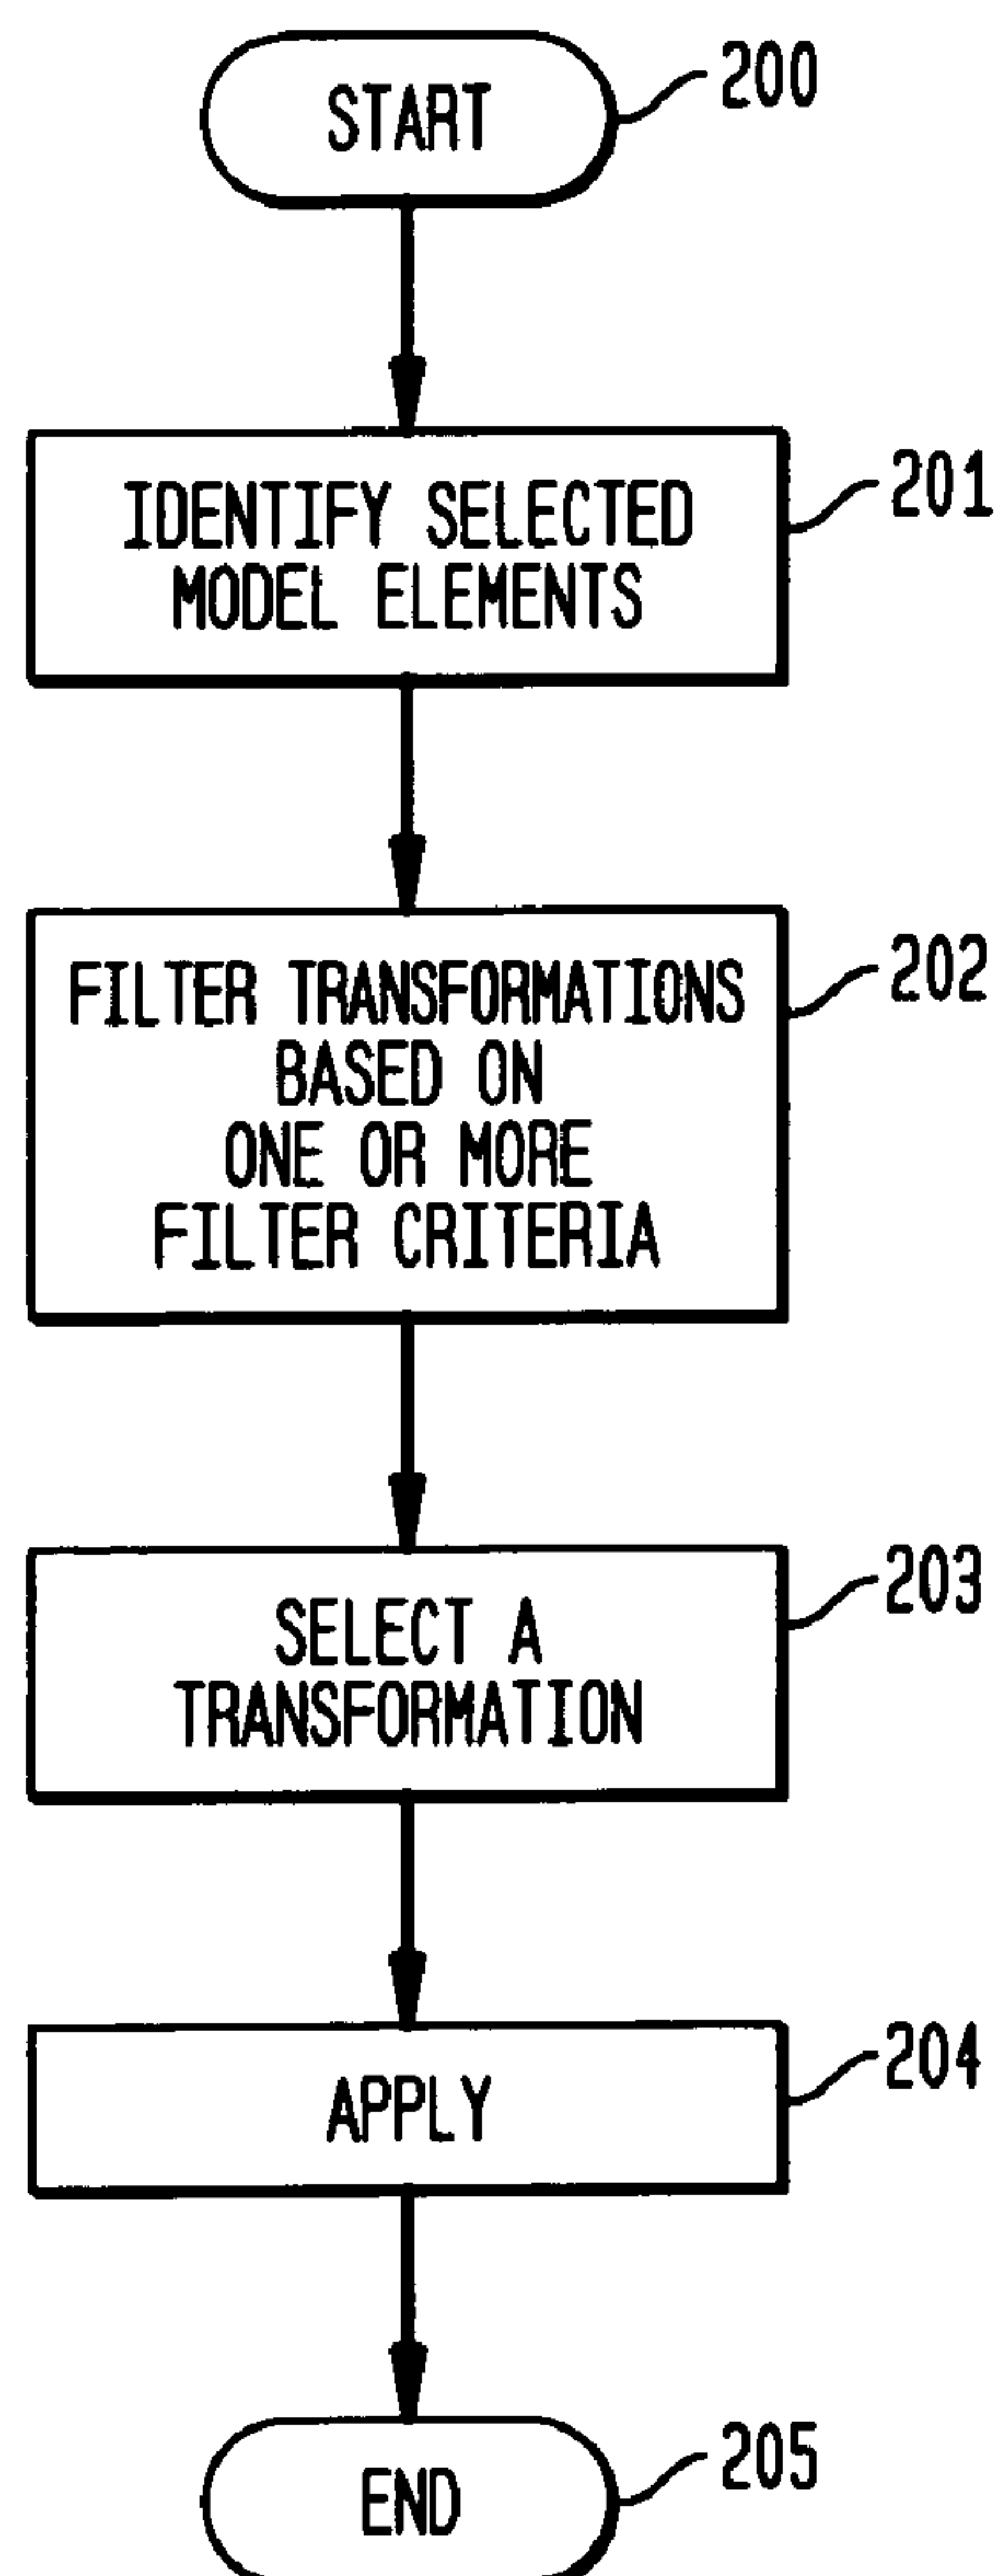 START
200
IDENTIFY SELECTED
MODEL ELEMENTS
201
FILTER TRANSFORMATIONS
BASED ON
ONE OR MORE
FILTER CRITERIA
202
SELECT A
TRANSFORMATION
203
APPLY
204
END
205